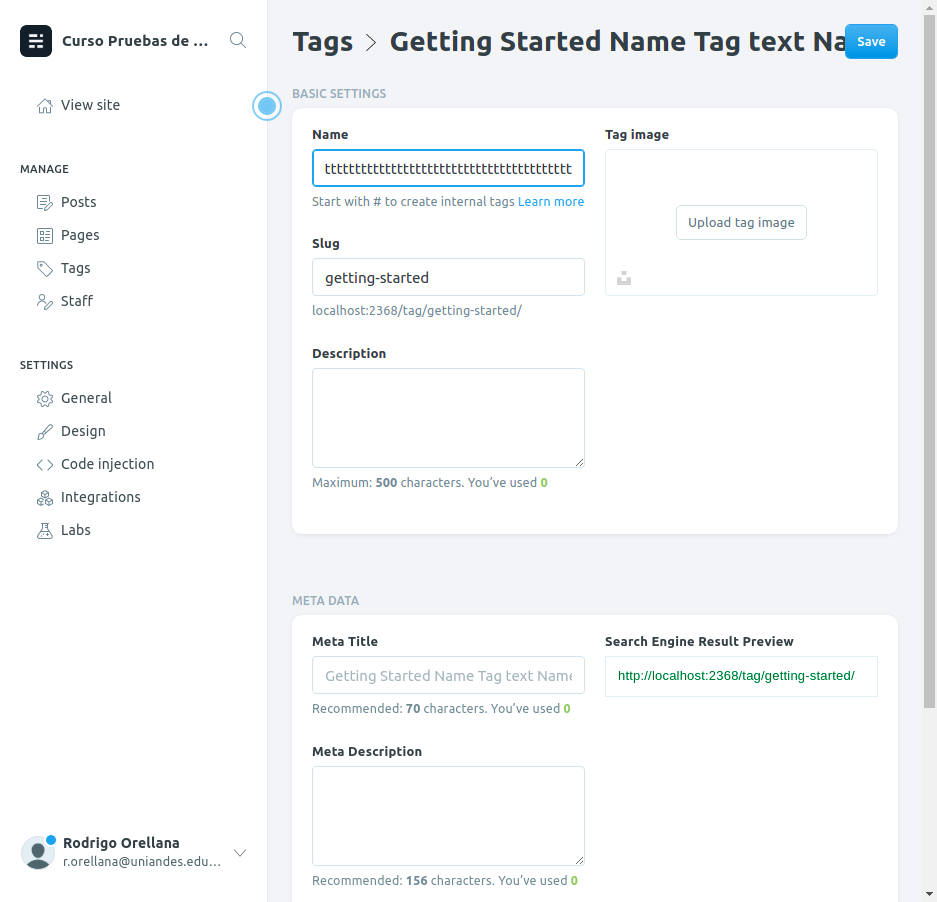 Curso Pruebas de ...
View site
MANAGE
Posts
Pages
Tags
Staff
SETTINGS
General
Design
Code injection
Integrations
Labs
Rodrigo Orellana
r.orellana@uniandes.edu...
Tags > Getting Started Name Tag text Na
Save
BASIC SETTINGS
Name
Start with # to create internal tags Learn more
Slug
getting-started
localhost:2368/tag/getting-started/
Description
Maximum: 500 characters. You've used 0
Tag image
Upload tag image
META DATA
Meta Title
Getting Started Name Tag text Name
Recommended: 70 characters. You've used 0
Meta Description
Recommended: 156 characters. You've used 0
Search Engine Result Preview
http://localhost:2368/tag/getting-started/